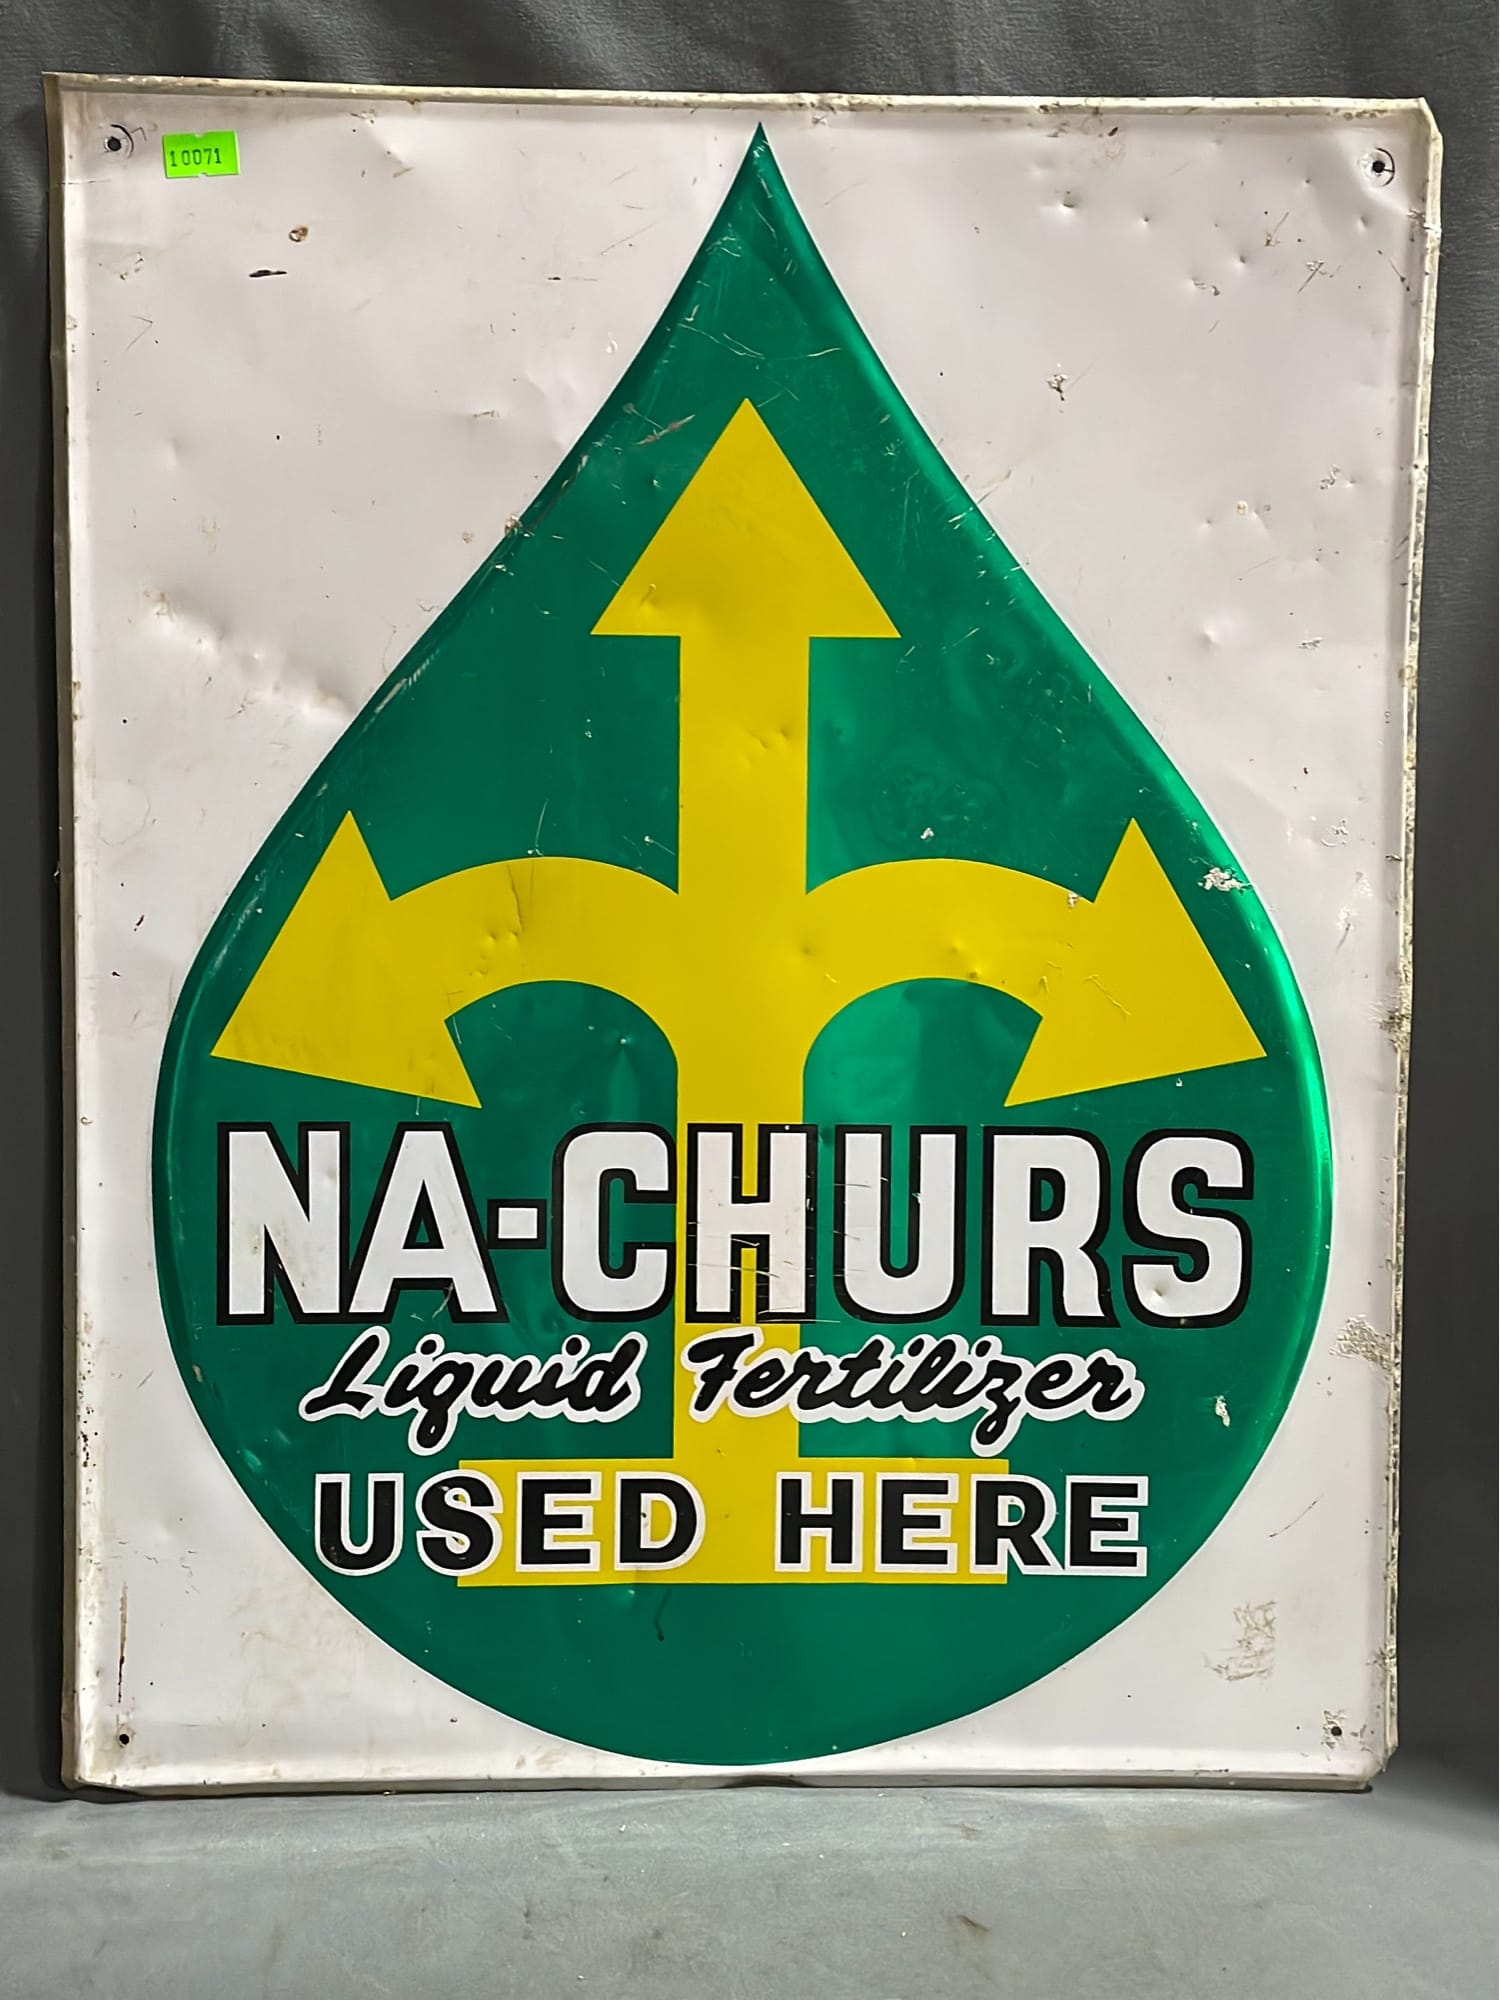 10071
NA-CHURS
Liquid Fertilizer
USED HERE